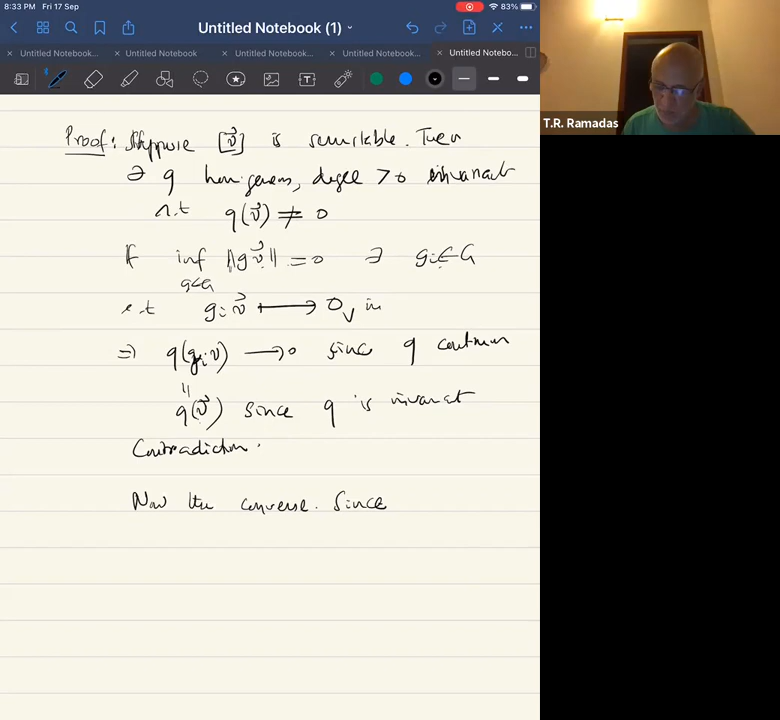 8:33 PM Fri 17 Sep
83%
Untitled Notebook (1)
Untitled Notebook...
Untitled Notebook
Untitled Notebook...
Untitled Notebook...
Untitled Notebo...
T.R. Ramadas
Proof: Suppose [v⃗] is semistable. Then
∃ q homogeneous, degree > 0 invariant
s.t q(v⃗) ≠ 0
If inf ||g v⃗|| = 0 ∃ gᵢ ∈ G
g∈G
s.t gᵢ v⃗ ⟼ 0_V in
⇒ q(gᵢ v) → 0 since q continuous
||
q(v⃗) since q is invariant
Contradiction.
Now the converse. Since